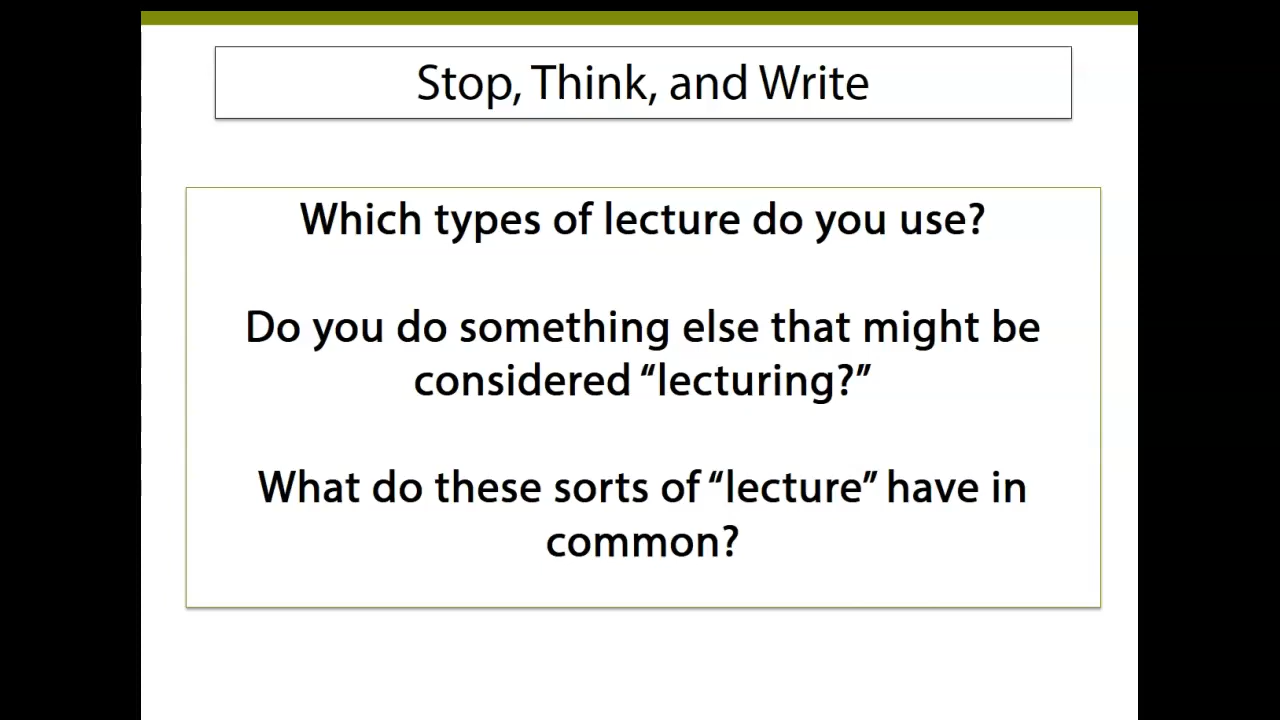 Stop, Think, and Write
Which types of lecture do you use?
Do you do something else that might be
considered “lecturing?”
What do these sorts of “lecture” have in
common?